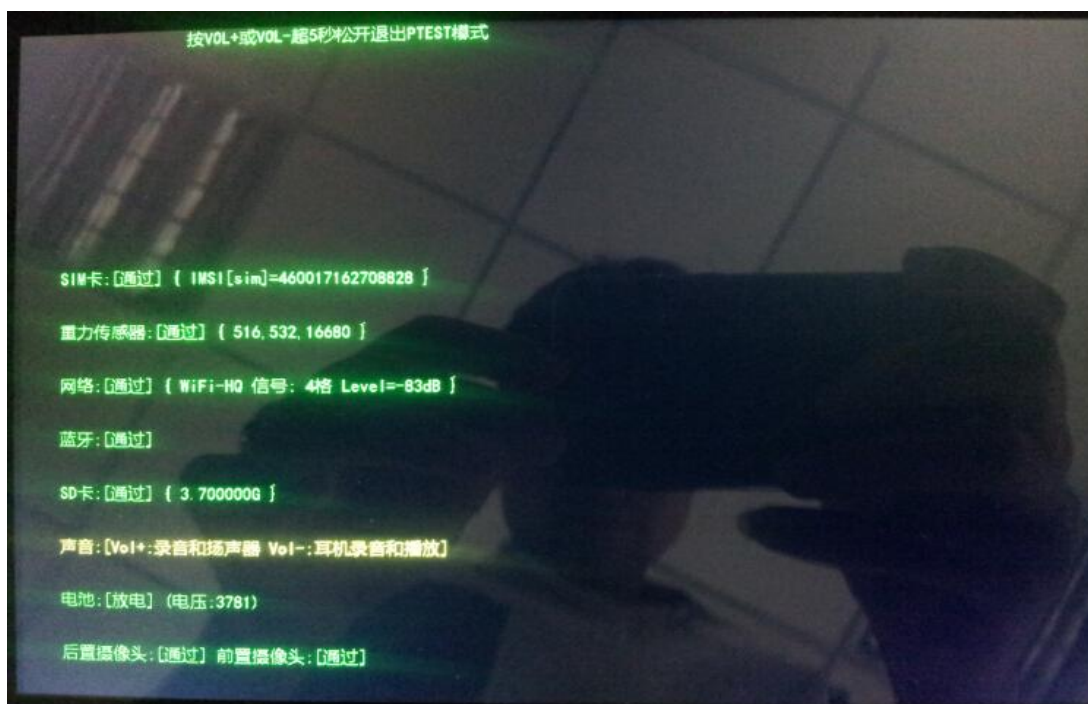 按VOL+或VOL-超5秒松开退出PTEST模式
SIM卡:[通过] { IMSI[sim]=460017162708828 }
重力传感器:[通过] { 516,532,16680 }
网络:[通过] { WiFi-HQ 信号: 4格 Level=-83dB }
蓝牙:[通过]
SD卡:[通过] { 3.700000G }
声音:[Vol+:录音和扬声器 Vol-:耳机录音和播放]
电池:[放电] (电压:3781)
后置摄像头:[通过] 前置摄像头:[通过]